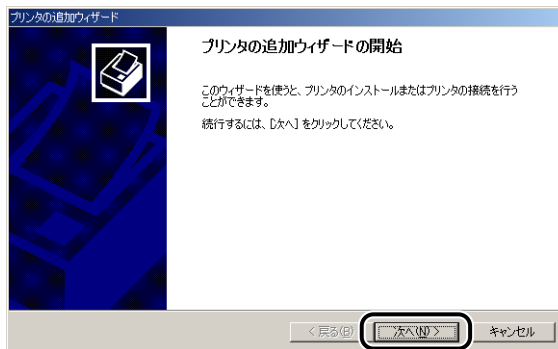 プリンタの追加ウィザード
プリンタの追加ウィザードの開始
このウィザードを使うと、プリンタのインストールまたはプリンタの接続を行う
ことができます。
続行するには、[次へ] をクリックしてください。
< 戻る(B) 次へ(N) > キャンセル